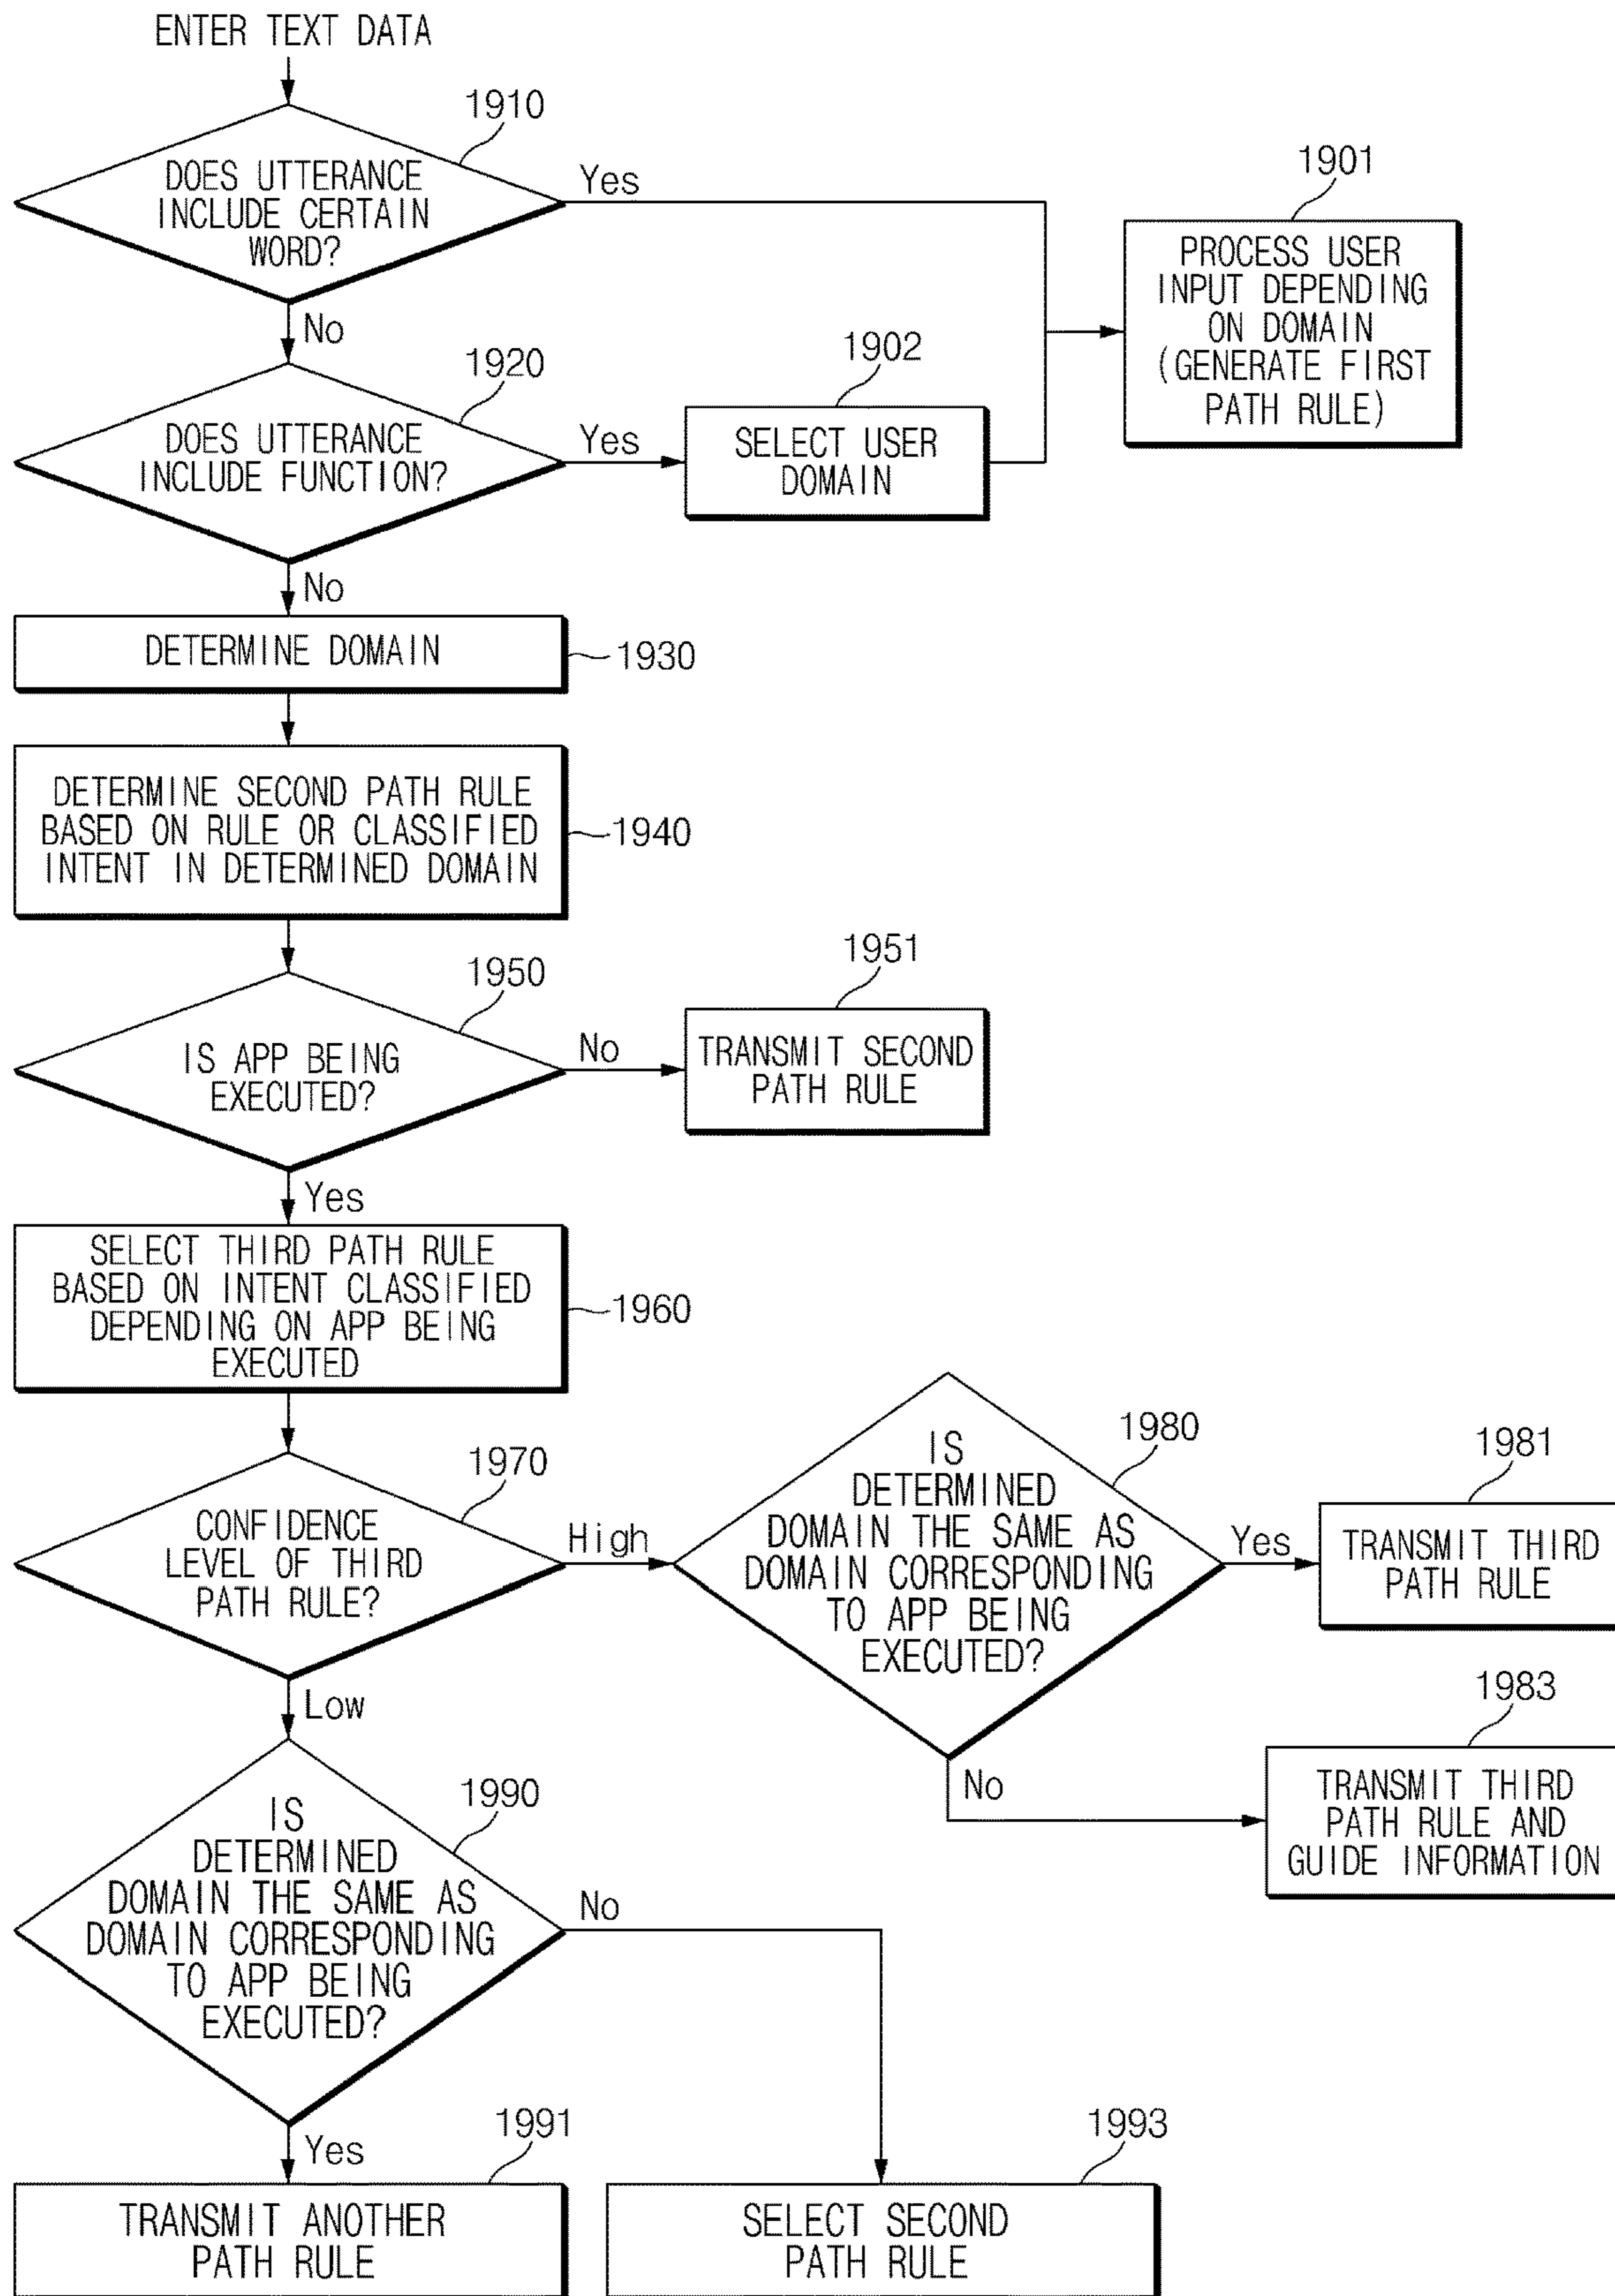 ENTER TEXT DATA
1910
DOES UTTERANCE
INCLUDE CERTAIN
WORD?
Yes
No
1901
PROCESS USER
INPUT DEPENDING
ON DOMAIN
(GENERATE FIRST
PATH RULE)
1920
DOES UTTERANCE
INCLUDE FUNCTION?
Yes
No
1902
SELECT USER
DOMAIN
DETERMINE DOMAIN
1930
DETERMINE SECOND PATH RULE
BASED ON RULE OR CLASSIFIED
INTENT IN DETERMINED DOMAIN
1940
1950
IS APP BEING
EXECUTED?
No
Yes
1951
TRANSMIT SECOND
PATH RULE
SELECT THIRD PATH RULE
BASED ON INTENT CLASSIFIED
DEPENDING ON APP BEING
EXECUTED
1960
1970
CONFIDENCE
LEVEL OF THIRD
PATH RULE?
High
Low
1980
IS
DETERMINED
DOMAIN THE SAME AS
DOMAIN CORRESPONDING
TO APP BEING
EXECUTED?
Yes
No
1981
TRANSMIT THIRD
PATH RULE
1983
TRANSMIT THIRD
PATH RULE AND
GUIDE INFORMATION
1990
IS
DETERMINED
DOMAIN THE SAME AS
DOMAIN CORRESPONDING
TO APP BEING
EXECUTED?
No
Yes
1991
TRANSMIT ANOTHER
PATH RULE
1993
SELECT SECOND
PATH RULE